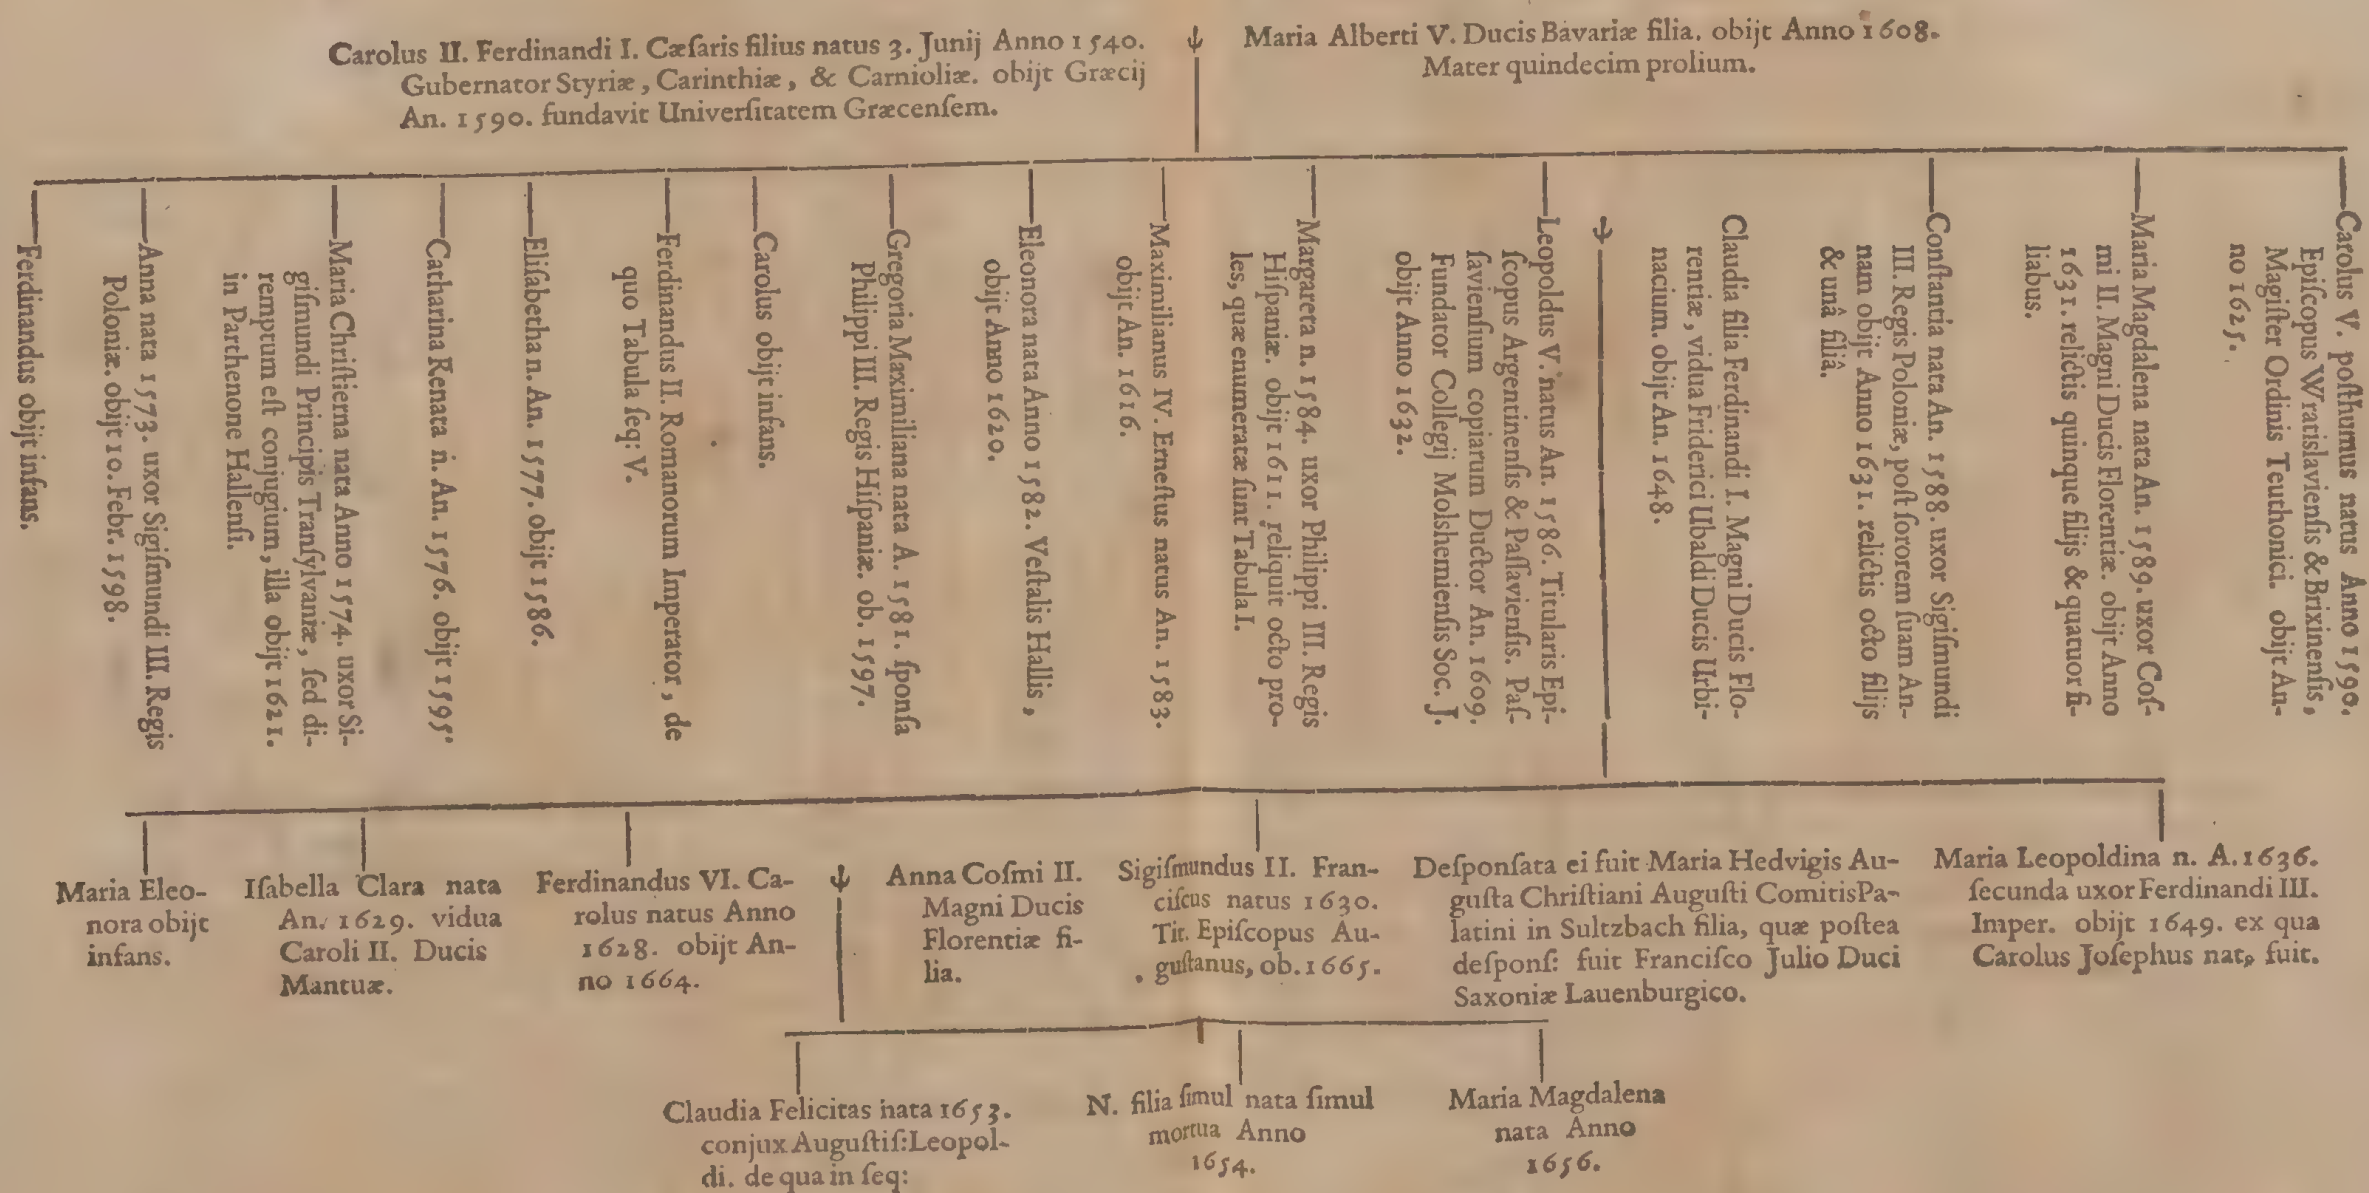 Carolus II. Ferdinandi I. Cæſaris filius natus 3. Junij Anno 1540.
Gubernator Styriæ, Carinthiæ, & Carnioliæ. obijt Græcij
An. 1590. fundavit Univerſitatem Græcenſem.
Maria Alberti V. Ducis Bavariæ filia. obijt Anno 1608.
Mater quindecim prolium.
Ferdinandus obijt infans.
Anna nata 1573. uxor Sigiſmundi III. Regis
Poloniæ. obijt 10. Febr. 1598.
Maria Chriſtierna nata Anno 1574. uxor Si-
giſmundi Principis Tranſylvaniæ, ſed di-
remptum eſt conjugium, illa obijt 1621.
in Parthenone Hallenſi.
Catharina Renata n. An. 1576. obijt 1595.
Eliſabetha n. An. 1577. obijt 1586.
Ferdinandus II. Romanorum Imperator, de
quo Tabula ſeq: V.
Carolus obijt infans.
Gregoria Maximiliana nata A. 1581. ſponſa
Philippi III. Regis Hiſpaniæ. ob. 1597.
Eleonora nata Anno 1582. Veſtalis Hallis,
obijt Anno 1620.
Maximilianus IV. Erneſtus natus An. 1583.
obijt An. 1616.
Margareta n. 1584. uxor Philippi III. Regis
Hiſpaniæ. obijt 1611. reliquit octo pro-
les, quæ enumeratæ ſunt Tabula I.
Leopoldus V. natus An. 1586. Titularis Epi-
ſcopus Argentinenſis & Paſſavienſis. Paſ-
ſavienſium copiarum Ductor An. 1609.
Fundator Collegij Molshemienſis Soc. J.
obijt Anno 1632.
Claudia filia Ferdinandi I. Magni Ducis Flo-
rentiæ, vidua Friderici Ubaldi Ducis Urbi-
nacium. obijt An. 1648.
Conſtantia nata An. 1588. uxor Sigiſmundi
III. Regis Poloniæ, poſt ſororem ſuam An-
nam obijt Anno 1631. relictis octo filijs
& unâ filiâ.
Maria Magdalena nata An. 1589. uxor Coſ-
mi II. Magni Ducis Florentiæ. obijt Anno
1631. relictis quinque filijs & quatuor fi-
liabus.
Carolus V. poſthumus natus Anno 1590.
Epiſcopus Wratislavienſis & Brixinenſis,
Magiſter Ordinis Teuthonici. obijt An-
no 1625.
Maria Eleo-
nora obijt
infans.
Iſabella Clara nata
An. 1629. vidua
Caroli II. Ducis
Mantuæ.
Ferdinandus VI. Ca-
rolus natus Anno
1628. obijt An-
no 1664.
Anna Coſmi II.
Magni Ducis
Florentiæ fi-
lia.
Sigiſmundus II. Fran-
ciſcus natus 1630.
Tit. Epiſcopus Au-
guſtanus, ob. 1665.
Deſponſata ei fuit Maria Hedvigis Au-
guſta Chriſtiani Auguſti Comitis Pa-
latini in Sultzbach filia, quæ poſtea
deſponſ: fuit Franciſco Julio Duci
Saxoniæ Lauenburgico.
Maria Leopoldina n. A. 1636.
ſecunda uxor Ferdinandi III.
Imper. obijt 1649. ex qua
Carolus Joſephus natꝰ fuit.
Claudia Felicitas nata 1653.
conjux Auguſtiſ: Leopol-
di. de qua in ſeq:
N. filia ſimul nata ſimul
mortua Anno
1654.
Maria Magdalena
nata Anno
1656.